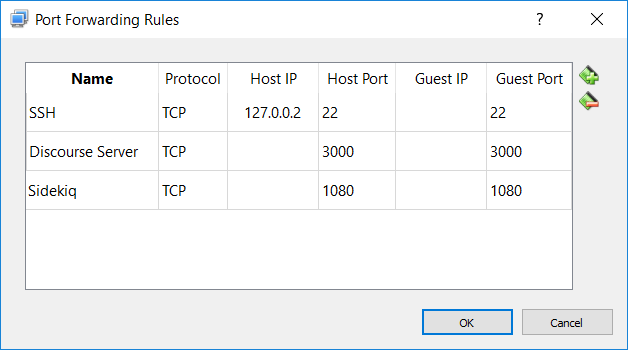 Port Forwarding Rules ?
Name Protocol Host IP Host Port Guest IP Guest Port
SSH TCP 127.0.0.2 22 22
Discourse Server TCP 3000 3000
Sidekiq TCP 1080 1080
OK Cancel